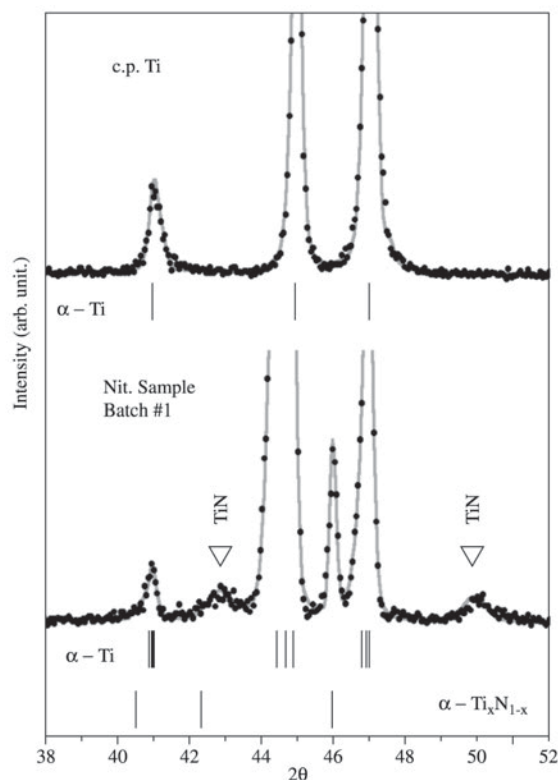 c.p. Ti
α – Ti
Intensity (arb. unit.)
Nit. Sample
Batch #1
TiN
TiN
α – Ti
α – TiₓN₁₋ₓ
38 40 42 44 46 48 50 52
2θ